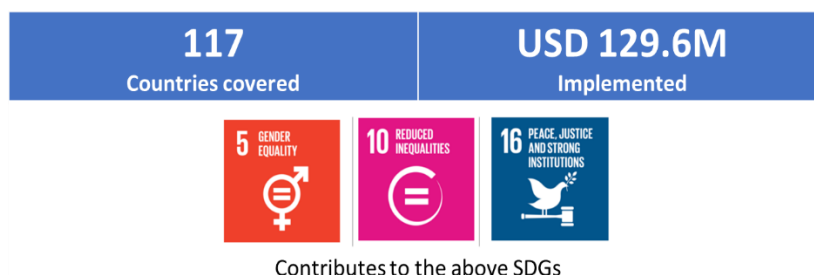 117
Countries covered
USD 129.6M
Implemented
5 GENDER
EQUALITY
10 REDUCED
INEQUALITIES
16 PEACE, JUSTICE
AND STRONG
INSTITUTIONS
Contributes to the above SDGs